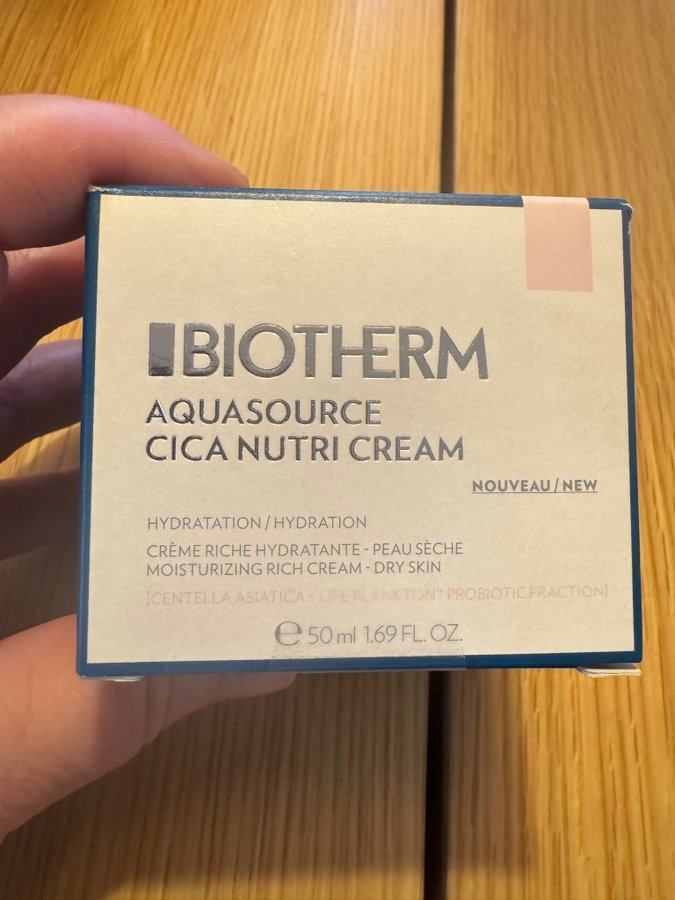 BIOTHERM
AQUASOURCE
CICA NUTRI CREAM
NOUVEAU / NEW
HYDRATATION / HYDRATION
CRÈME RICHE HYDRATANTE - PEAU SÈCHE
MOISTURIZING RICH CREAM - DRY SKIN
[CENTELLA ASIATICA + LIFE PLANKTON™ PROBIOTIC FRACTION]
℮ 50 ml 1.69 FL. OZ.